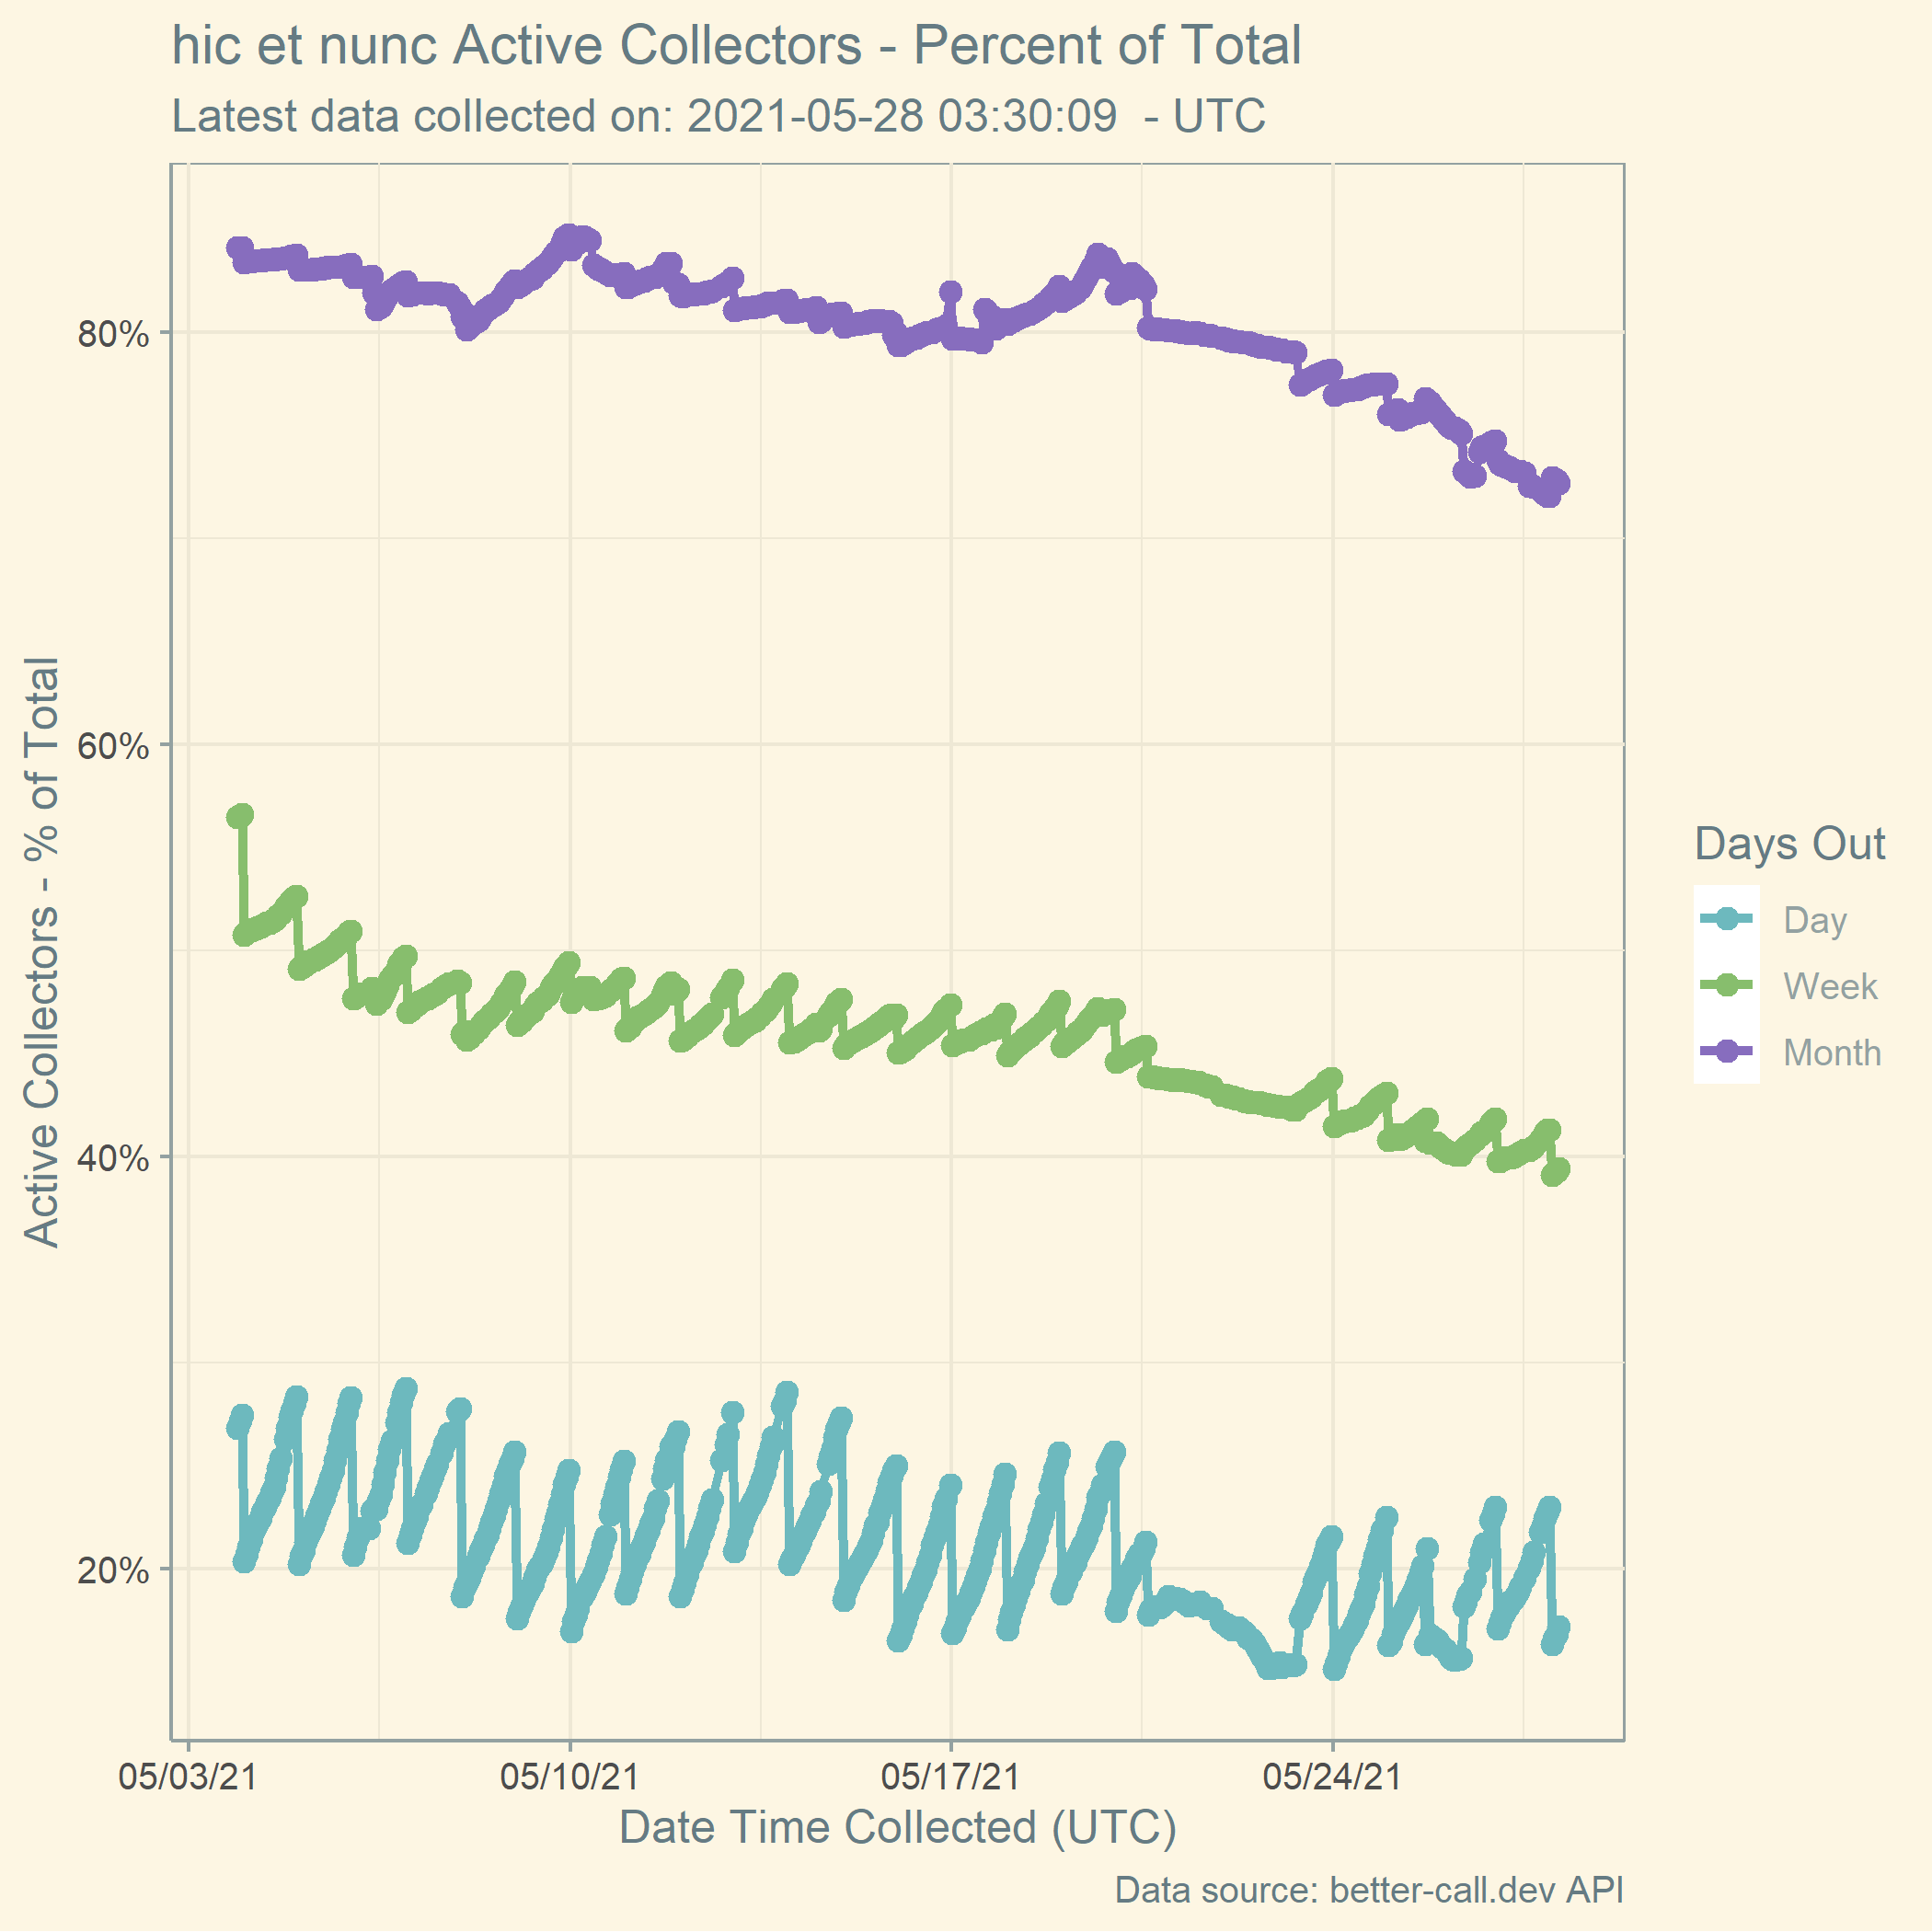 hic et nunc Active Collectors - Percent of Total
Latest data collected on: 2021-05-28 03:30:09  - UTC
Active Collectors - % of Total
80%
60%
40%
20%
05/03/21
05/10/21
05/17/21
05/24/21
Date Time Collected (UTC)
Days Out
Day
Week
Month
Data source: better-call.dev API